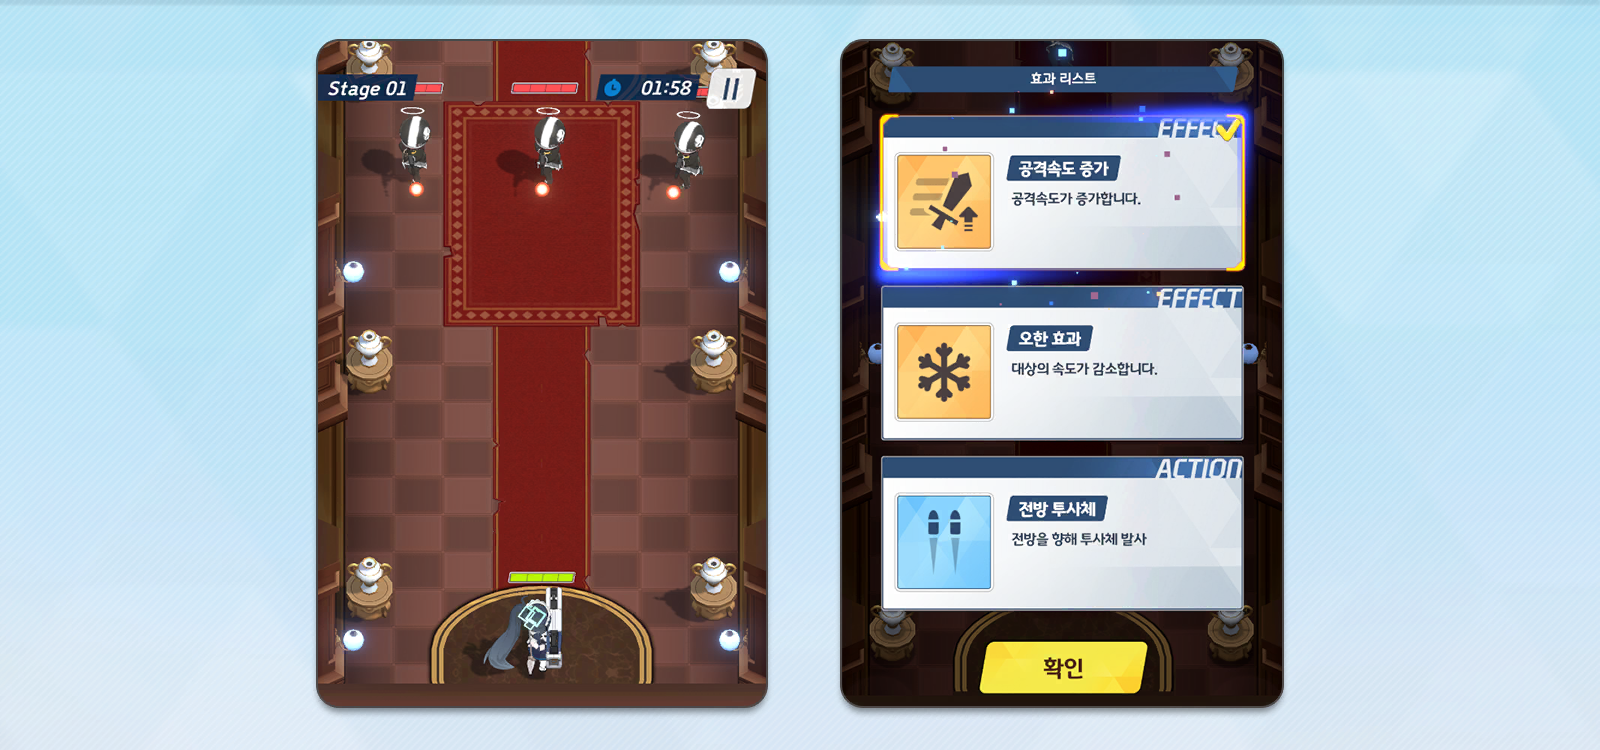 Stage 01
01:58
효과 리스트
EFFECT
공격속도 증가
공격속도가 증가합니다.
EFFECT
오한 효과
대상의 속도가 감소합니다.
ACTION
전방 투사체
전방을 향해 투사체 발사
확인